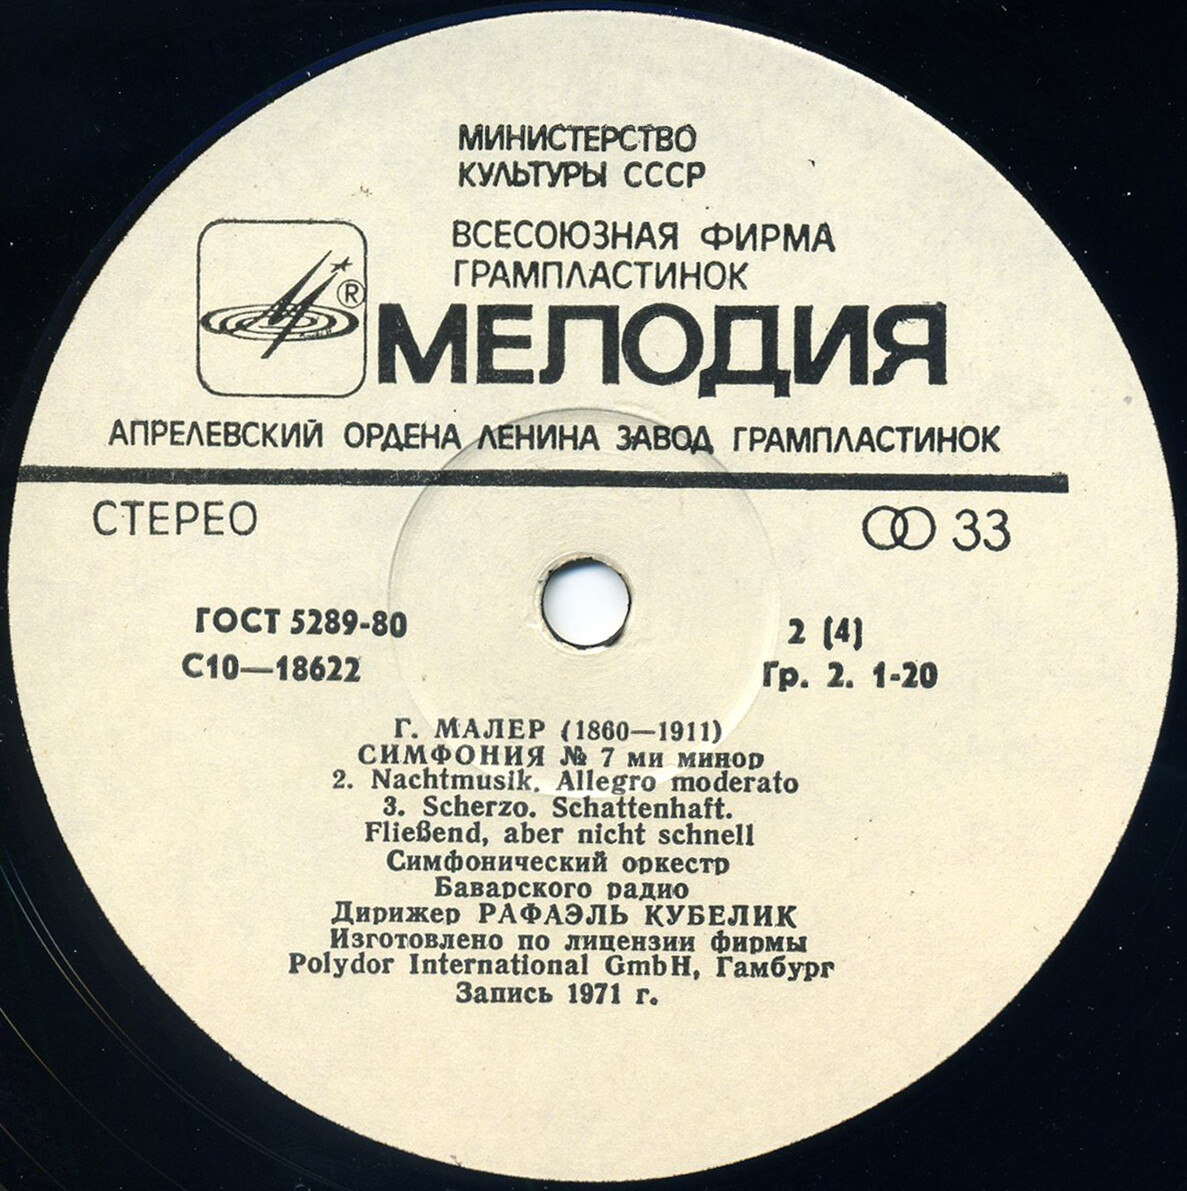 МИНИСТЕРСТВО
КУЛЬТУРЫ СССР
ВСЕСОЮЗНАЯ ФИРМА
ГРАМПЛАСТИНОК
®
МЕЛОДИЯ
АПРЕЛЕВСКИЙ ОРДЕНА ЛЕНИНА ЗАВОД ГРАМПЛАСТИНОК
СТЕРЕО
33
ГОСТ 5289-80
2 (4)
С10—18622
Гр. 2. 1-20
Г. МАЛЕР (1860—1911)
СИМФОНИЯ № 7 ми минор
2. Nachtmusik. Allegro moderato
3. Scherzo. Schattenhaft.
Fließend, aber nicht schnell
Симфонический оркестр
Баварского радио
Дирижер РАФАЭЛЬ КУБЕЛИК
Изготовлено по лицензии фирмы
Polydor International GmbH, Гамбург
Запись 1971 г.